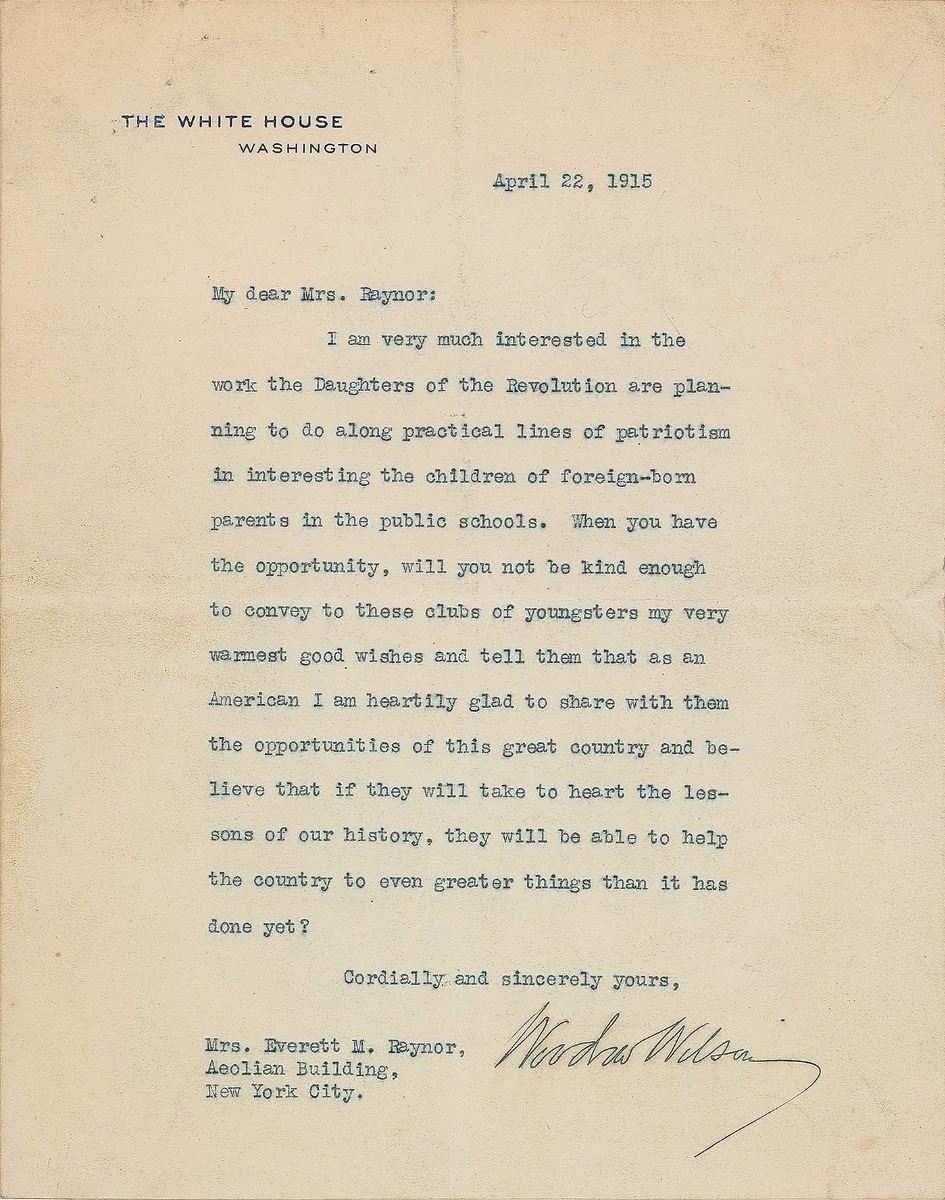 THE WHITE HOUSE
WASHINGTON
April 22, 1915
My dear Mrs. Raynor:
I am very much interested in the
work the Daughters of the Revolution are plan-
ning to do along practical lines of patriotism
in interesting the children of foreign-born
parents in the public schools. When you have
the opportunity, will you not be kind enough
to convey to these clubs of youngsters my very
warmest good wishes and tell them that as an
American I am heartily glad to share with them
the opportunities of this great country and be-
lieve that if they will take to heart the les-
sons of our history, they will be able to help
the country to even greater things than it has
done yet?
Cordially and sincerely yours,
Woodrow Wilson
Mrs. Everett M. Raynor,
Aeolian Building,
New York City.